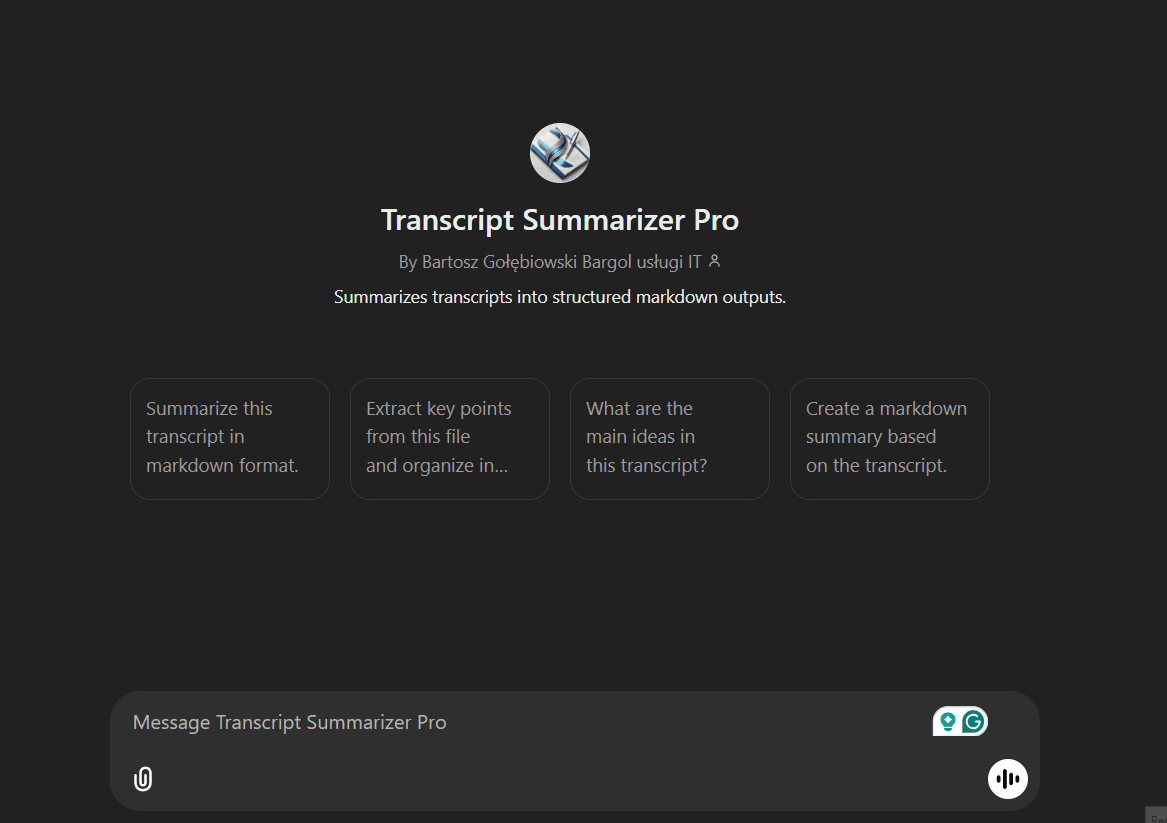 Transcript Summarizer Pro
By Bartosz Gołębiowski Bargol usługi IT
Summarizes transcripts into structured markdown outputs.
Summarize this
transcript in
markdown format.
Extract key points
from this file
and organize in...
What are the
main ideas in
this transcript?
Create a markdown
summary based
on the transcript.
Message Transcript Summarizer Pro